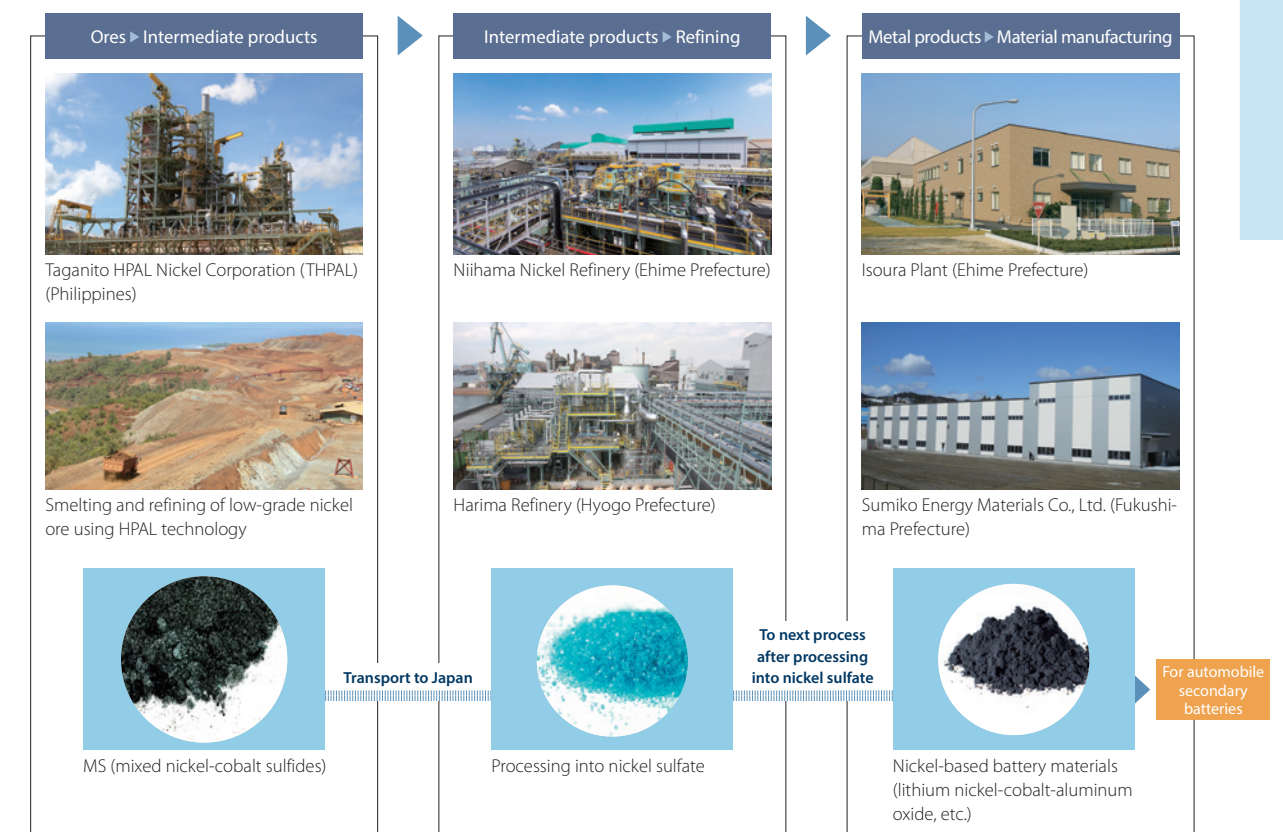 Ores ▶ Intermediate products
Taganito HPAL Nickel Corporation (THPAL)
(Philippines)
Smelting and refining of low-grade nickel
ore using HPAL technology
MS (mixed nickel-cobalt sulfides)
Transport to Japan
Intermediate products ▶ Refining
Niihama Nickel Refinery (Ehime Prefecture)
Harima Refinery (Hyogo Prefecture)
Processing into nickel sulfate
To next process
after processing
into nickel sulfate
Metal products ▶ Material manufacturing
Isoura Plant (Ehime Prefecture)
Sumiko Energy Materials Co., Ltd. (Fukushi-
ma Prefecture)
Nickel-based battery materials
(lithium nickel-cobalt-aluminum
oxide, etc.)
For automobile
secondary
batteries